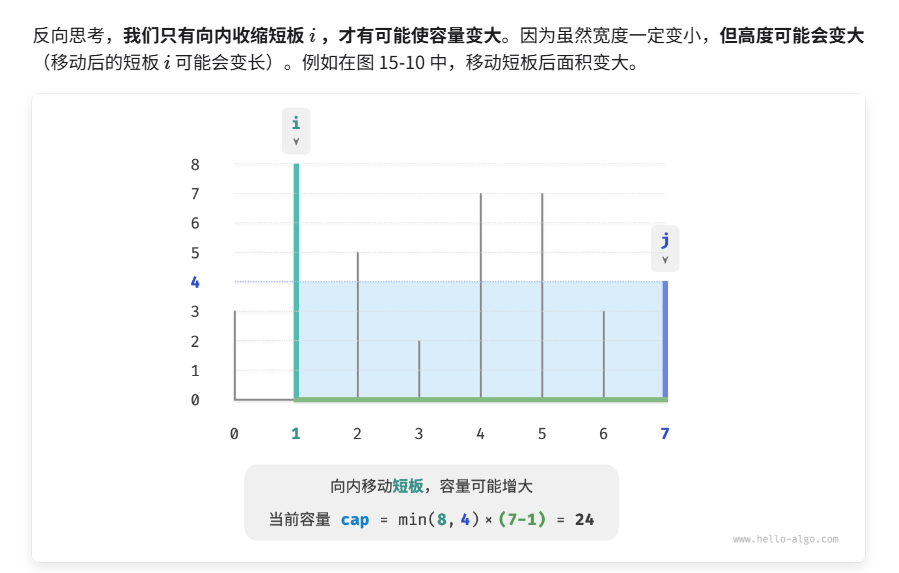 反向思考，我们只有向内收缩短板 i ，才有可能使容量变大。因为虽然宽度一定变小，但高度可能会变大
（移动后的短板 i 可能会变长）。例如在图 15-10 中，移动短板后面积变大。
i
8
7
6
5
j
4
3
2
1
0
0 1 2 3 4 5 6 7
向内移动短板，容量可能增大
当前容量 cap = min(8, 4) × (7-1) = 24
www.hello-algo.com